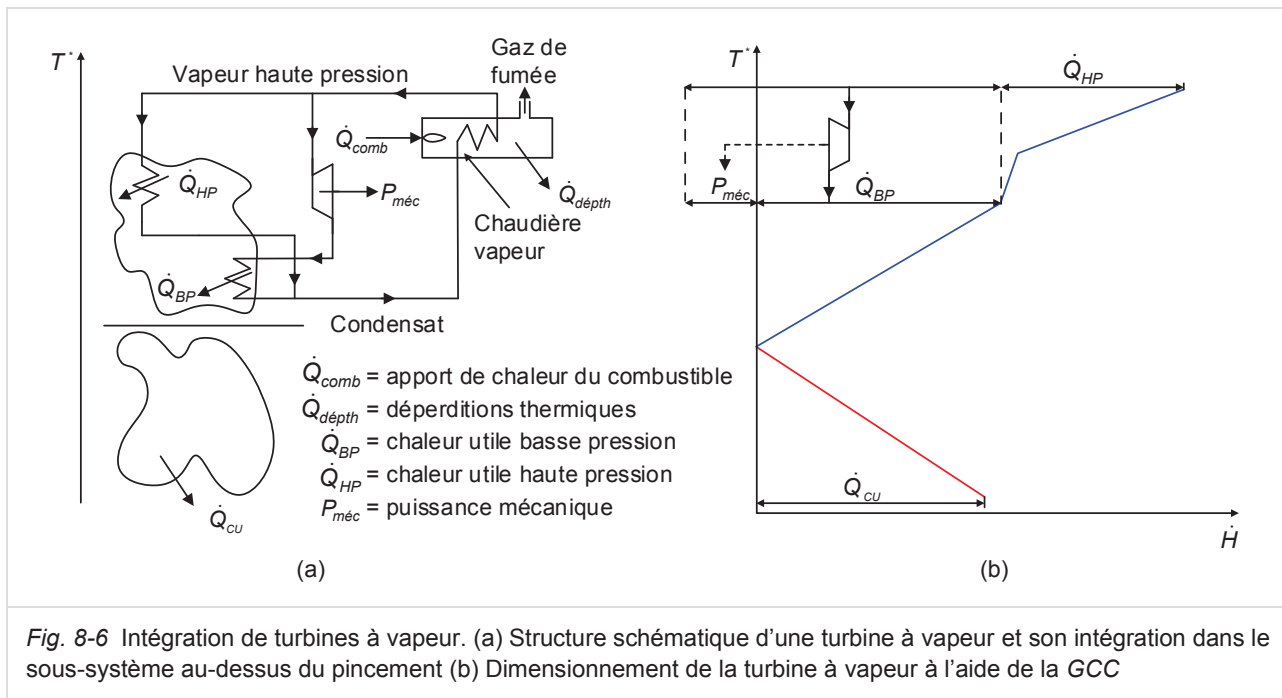 T*
Vapeur haute pression
Gaz de
fumée
Q̇comb
Q̇HP
Pméc
Q̇dépth
Chaudière
vapeur
Q̇BP
Condensat
Q̇CU
Q̇comb = apport de chaleur du combustible
Q̇dépth = déperditions thermiques
Q̇BP = chaleur utile basse pression
Q̇HP = chaleur utile haute pression
Pméc = puissance mécanique
(a)
T*
Q̇HP
Pméc
Q̇BP
Q̇CU
Ḣ
(b)
Fig. 8-6 Intégration de turbines à vapeur. (a) Structure schématique d’une turbine à vapeur et son intégration dans le
sous-système au-dessus du pincement (b) Dimensionnement de la turbine à vapeur à l’aide de la GCC